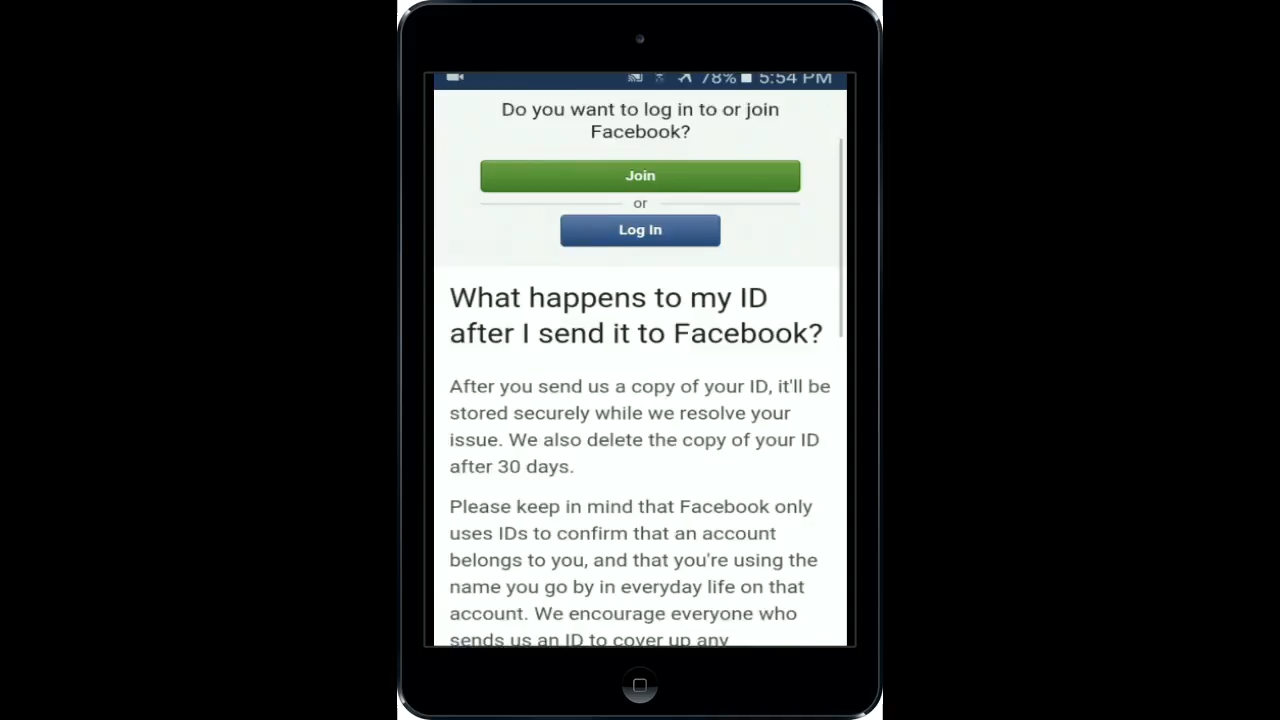 78% 5:54 PM
Do you want to log in to or join
Facebook?
Join
or
Log In
What happens to my ID
after I send it to Facebook?
After you send us a copy of your ID, it'll be
stored securely while we resolve your
issue. We also delete the copy of your ID
after 30 days.
Please keep in mind that Facebook only
uses IDs to confirm that an account
belongs to you, and that you're using the
name you go by in everyday life on that
account. We encourage everyone who
sends us an ID to cover up any